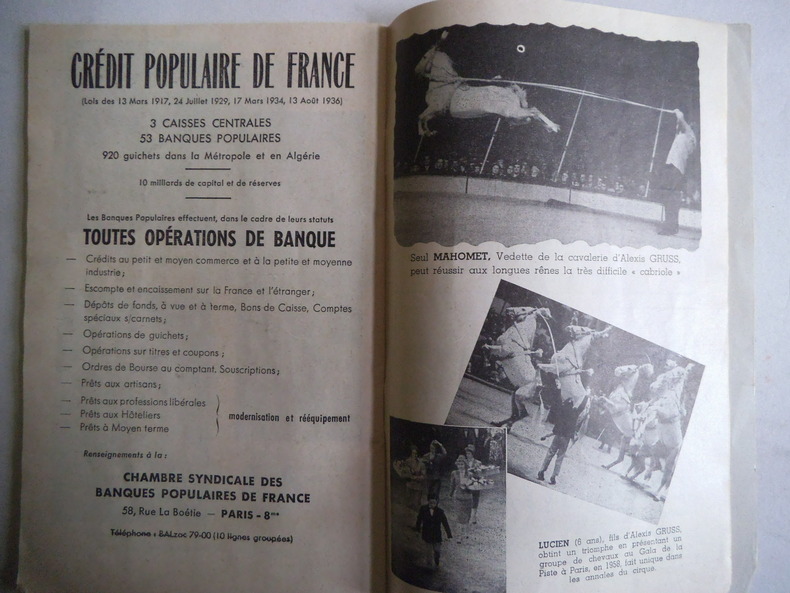 CRÉDIT POPULAIRE DE FRANCE
(Lois des 13 Mars 1917, 24 Juillet 1929, 17 Mars 1934, 13 Août 1936)
3 CAISSES CENTRALES
53 BANQUES POPULAIRES
920 guichets dans la Métropole et en Algérie
10 milliards de capital et de réserves
Les Banques Populaires effectuent, dans le cadre de leurs statuts
TOUTES OPÉRATIONS DE BANQUE
— Crédits au petit et moyen commerce et à la petite et moyenne
industrie;
— Escompte et encaissement sur la France et l'étranger;
— Dépôts de fonds, à vue et à terme, Bons de Caisse, Comptes
spéciaux s/carnets;
— Opérations de guichets;
— Opérations sur titres et coupons;
— Ordres de Bourse au comptant, Souscriptions;
— Prêts aux artisans;
— Prêts aux professions libérales
— Prêts aux Hôteliers
— Prêts à Moyen terme
modernisation et rééquipement
Renseignements à la:
CHAMBRE SYNDICALE DES
BANQUES POPULAIRES DE FRANCE
58, Rue La Boétie — PARIS - 8me
Téléphone : BALzac 79-00 (10 lignes groupées)
Seul MAHOMET, Vedette de la cavalerie d'Alexis GRUSS,
peut réussir aux longues rênes la très difficile « cabriole »
LUCIEN (6 ans), fils d'Alexis GRUSS,
obtint un triomphe en présentant un
groupe de chevaux au Gala de la
Piste à Paris, en 1958, fait unique dans
les annales du cirque.